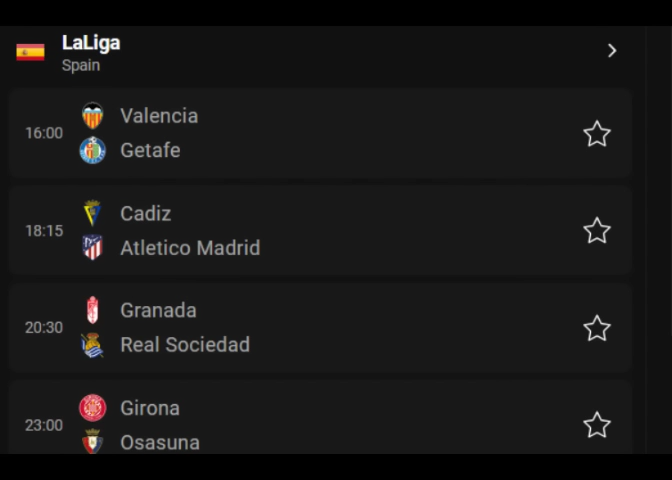 LaLiga
Spain
16:00
Valencia
Getafe
18:15
Cadiz
Atletico Madrid
20:30
Granada
Real Sociedad
23:00
Girona
Osasuna